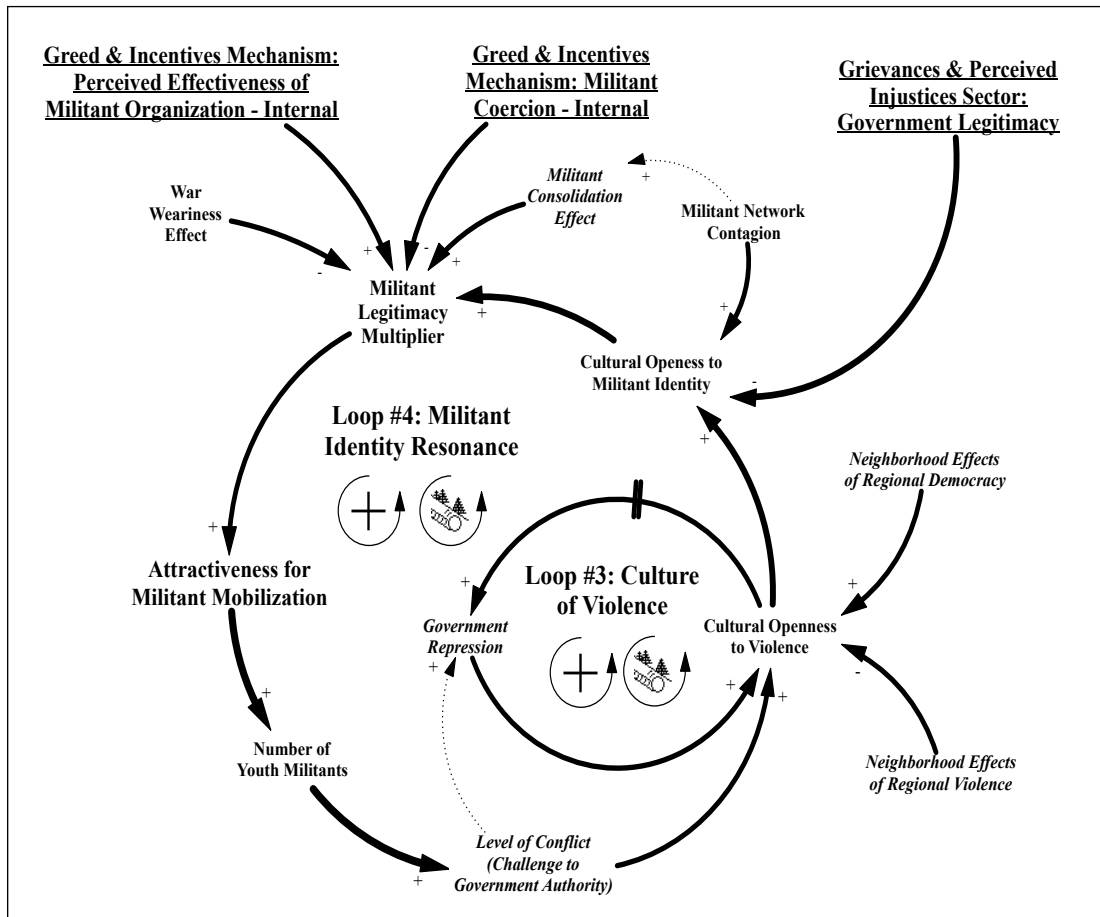 Greed & Incentives Mechanism:
Perceived Effectiveness of
Militant Organization - Internal
Greed & Incentives
Mechanism: Militant
Coercion - Internal
Grievances & Perceived
Injustices Sector:
Government Legitimacy
War
Weariness
Effect
Militant
Consolidation
Effect
+
Militant Network
Contagion
-
+
-
+
Militant
Legitimacy
Multiplier
+
+
Cultural Openess to
Militant Identity
-
+
Loop #4: Militant
Identity Resonance
Neighborhood Effects
of Regional Democracy
+
Attractiveness for
Militant Mobilization
Loop #3: Culture
of Violence
+
Government
Repression
+
Cultural Openness
to Violence
+
-
+
+
+
Number of
Youth Militants
Neighborhood Effects
of Regional Violence
Level of Conflict
(Challenge to
Government Authority)
+